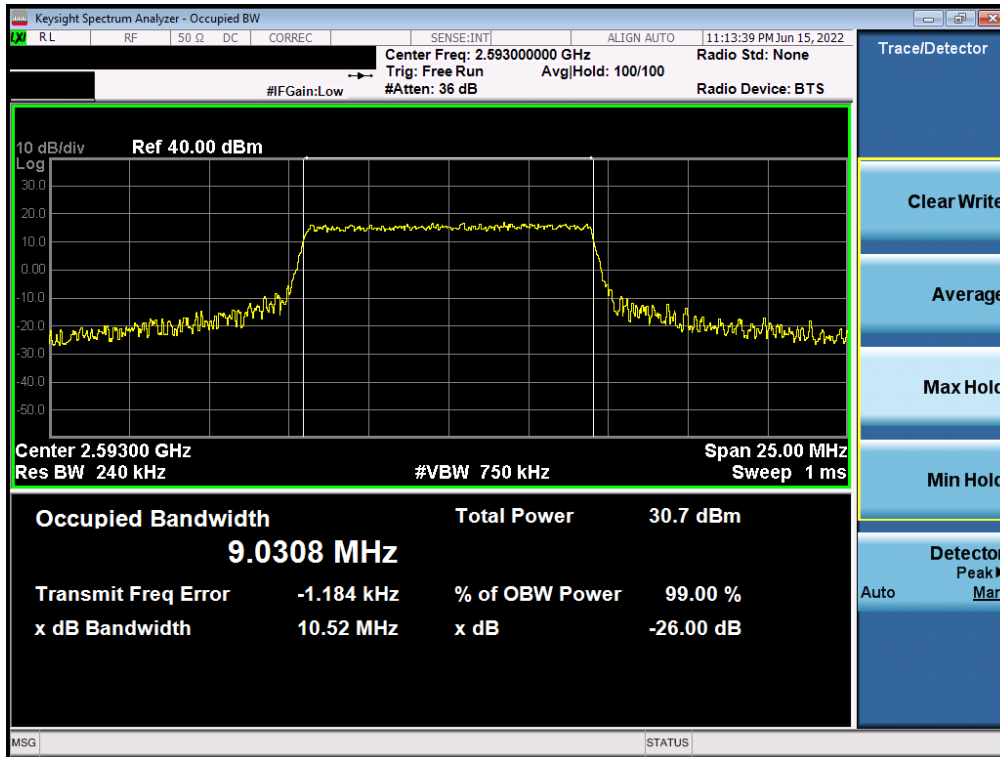 Keysight Spectrum Analyzer - Occupied BW
LXI RL RF 50 Ω DC CORREC SENSE:INT ALIGN AUTO 11:13:39 PM Jun 15, 2022
Center Freq: 2.593000000 GHz Radio Std: None
Trig: Free Run Avg|Hold: 100/100
#IFGain:Low #Atten: 36 dB Radio Device: BTS
Trace/Detector
10 dB/div Ref 40.00 dBm
Log
30.0
20.0
10.0
0.00
-10.0
-20.0
-30.0
-40.0
-50.0
Center 2.59300 GHz Span 25.00 MHz
Res BW 240 kHz #VBW 750 kHz Sweep 1 ms
Occupied Bandwidth Total Power 30.7 dBm
9.0308 MHz
Transmit Freq Error -1.184 kHz % of OBW Power 99.00 %
x dB Bandwidth 10.52 MHz x dB -26.00 dB
Clear Write
Average
Max Hold
Min Hold
Detector
Peak
Auto Man
MSG STATUS